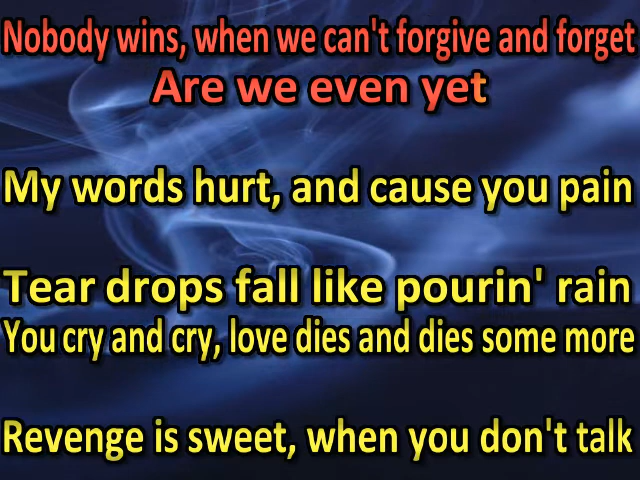 Nobody wins, when we can't forgive and forget
Are we even yet
My words hurt, and cause you pain
Tear drops fall like pourin' rain
You cry and cry, love dies and dies some more
Revenge is sweet, when you don't talk